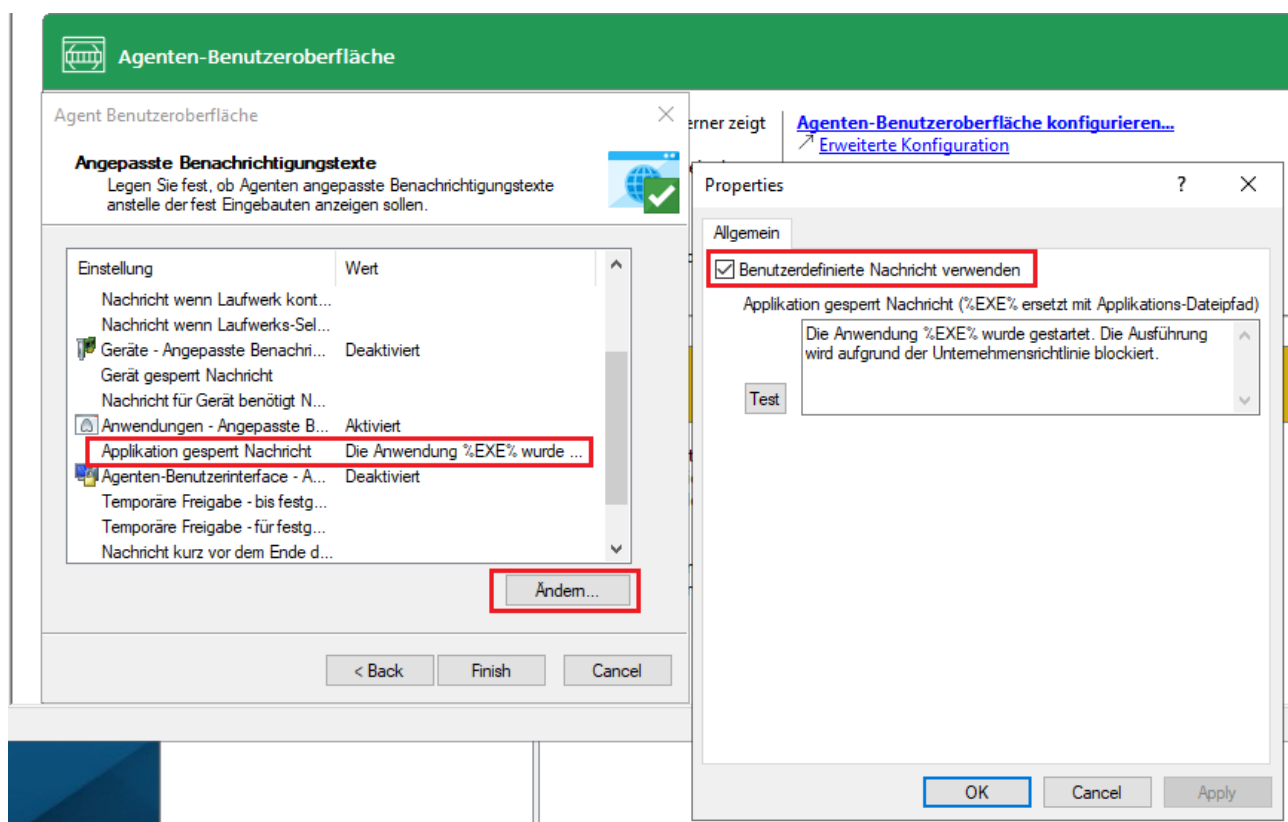 Agenten-Benutzeroberfläche
Agent Benutzeroberfläche
Angepasste Benachrichtigungstexte
Legen Sie fest, ob Agenten angepasste Benachrichtigungstexte
anstelle der fest Eingebauten anzeigen sollen.
Einstellung Wert
Nachricht wenn Laufwerk kont...
Nachricht wenn Laufwerks-Sel...
Geräte - Angepasste Benachri... Deaktiviert
Gerät gesperrt Nachricht
Nachricht für Gerät benötigt N...
Anwendungen - Angepasste B... Aktiviert
Applikation gesperrt Nachricht Die Anwendung %EXE% wurde ...
Agenten-Benutzerinterface - A... Deaktiviert
Temporäre Freigabe - bis festg...
Temporäre Freigabe - für festg...
Nachricht kurz vor dem Ende d...
Ändern...
< Back Finish Cancel
erner zeigt
Agenten-Benutzeroberfläche konfigurieren...
Erweiterte Konfiguration
Properties ?
Allgemein
Benutzerdefinierte Nachricht verwenden
Applikation gesperrt Nachricht (%EXE% ersetzt mit Applikations-Dateipfad)
Die Anwendung %EXE% wurde gestartet. Die Ausführung
wird aufgrund der Unternehmensrichtlinie blockiert.
Test
OK Cancel Apply